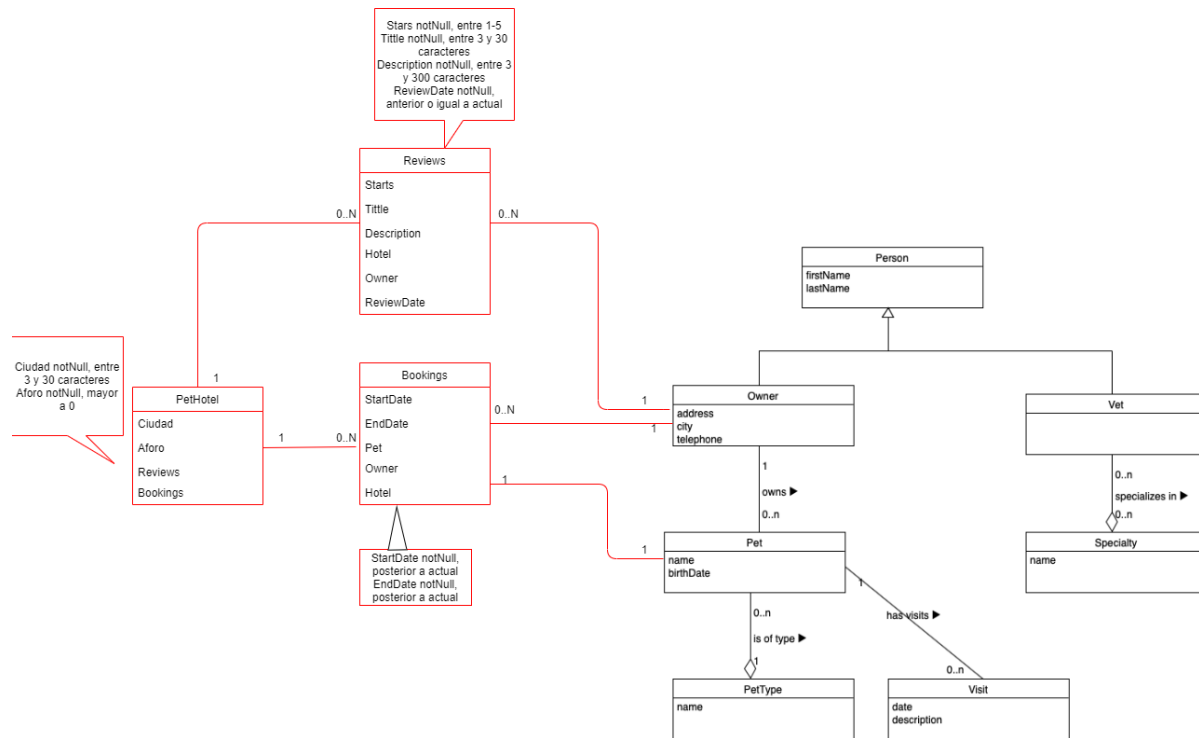 Stars notNull, entre 1-5
Tittle notNull, entre 3 y 30
caracteres
Description notNull, entre 3
y 300 caracteres
ReviewDate notNull,
anterior o igual a actual
Reviews
Starts
Tittle
Description
Hotel
Owner
ReviewDate
0..N
0..N
Person
firstName
lastName
Ciudad notNull, entre
3 y 30 caracteres
Aforo notNull, mayor
a 0
1
PetHotel
Ciudad
Aforo
Reviews
Bookings
1
0..N
Bookings
StartDate
EndDate
Pet
Owner
Hotel
0..N
1
1
1
Owner
address
city
telephone
Vet
1
owns ▶
0..n
0..n
specializes in ▶
0..n
StartDate notNull,
posterior a actual
EndDate notNull,
posterior a actual
1
Pet
name
birthDate
Specialty
name
1
has visits ▶
0..n
0..n
is of type ▶
1
PetType
name
Visit
date
description